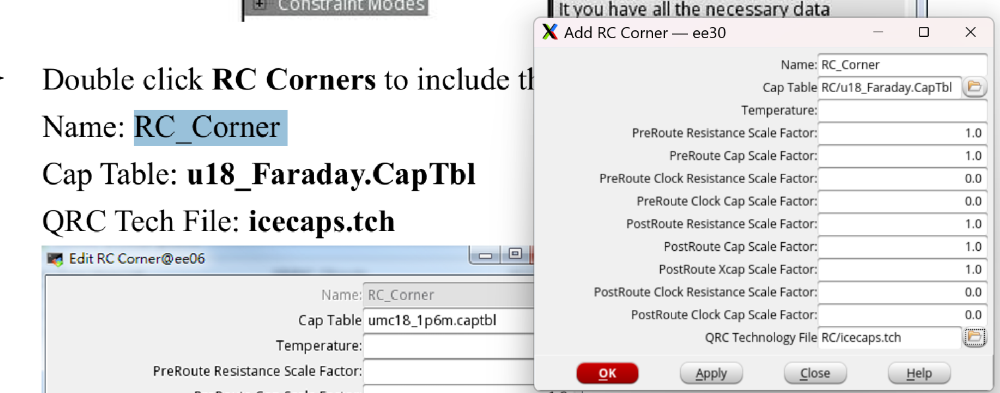 Constraint Modes
It you have all the necessary data
Double click RC Corners to include th
Name: RC_Corner
Cap Table: u18_Faraday.CapTbl
QRC Tech File: icecaps.tch
Edit RC Corner@ee06
Name: RC_Corner
Cap Table umc18_1p6m.captbl
Temperature:
PreRoute Resistance Scale Factor:
Add RC Corner — ee30
Name: RC_Corner
Cap Table RC/u18_Faraday.CapTbl
Temperature:
PreRoute Resistance Scale Factor: 1.0
PreRoute Cap Scale Factor: 1.0
PreRoute Clock Resistance Scale Factor: 0.0
PreRoute Clock Cap Scale Factor: 0.0
PostRoute Resistance Scale Factor: 1.0
PostRoute Cap Scale Factor: 1.0
PostRoute Xcap Scale Factor: 1.0
PostRoute Clock Resistance Scale Factor: 0.0
PostRoute Clock Cap Scale Factor: 0.0
QRC Technology File RC/icecaps.tch
OK Apply Close Help